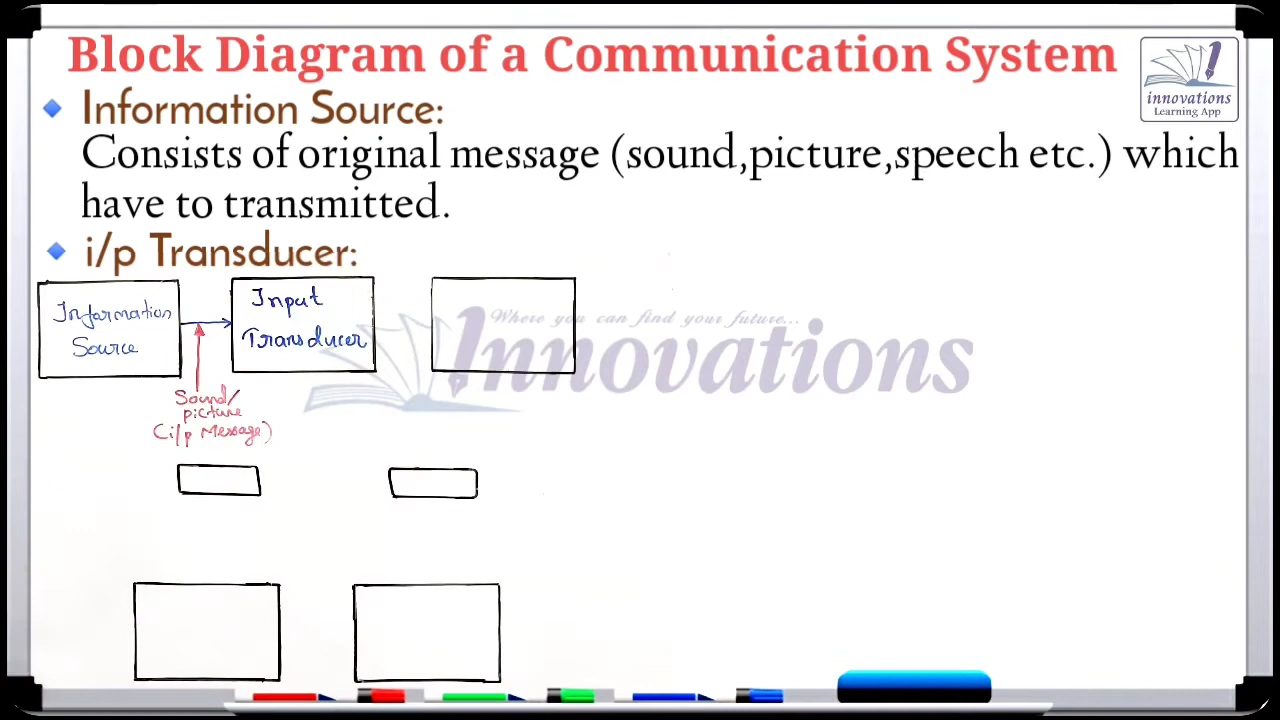 Block Diagram of a Communication System
innovations
Learning App
Information Source:
Consists of original message (sound,picture,speech etc.) which
have to transmitted.
i/p Transducer:
Information
Source
Input
Transducer
Where you can find your future...
Innovations
Sound/
picture
(i/p Message)